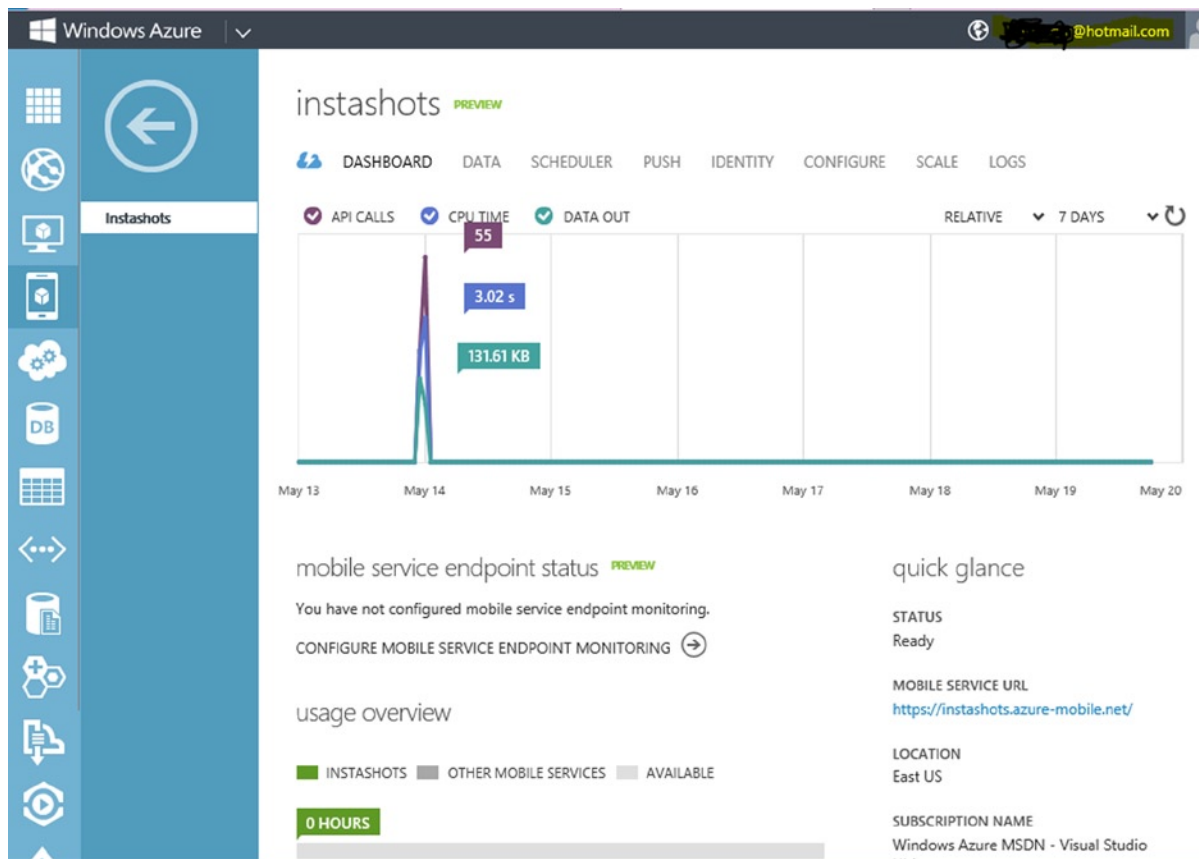 Windows Azure
@hotmail.com
instashots PREVIEW
DASHBOARD DATA SCHEDULER PUSH IDENTITY CONFIGURE SCALE LOGS
Instashots
API CALLS CPU TIME DATA OUT RELATIVE 7 DAYS
55
3.02 s
131.61 KB
May 13 May 14 May 15 May 16 May 17 May 18 May 19 May 20
DB
mobile service endpoint status PREVIEW
You have not configured mobile service endpoint monitoring.
CONFIGURE MOBILE SERVICE ENDPOINT MONITORING
usage overview
INSTASHOTS OTHER MOBILE SERVICES AVAILABLE
0 HOURS
quick glance
STATUS
Ready
MOBILE SERVICE URL
https://instashots.azure-mobile.net/
LOCATION
East US
SUBSCRIPTION NAME
Windows Azure MSDN - Visual Studio